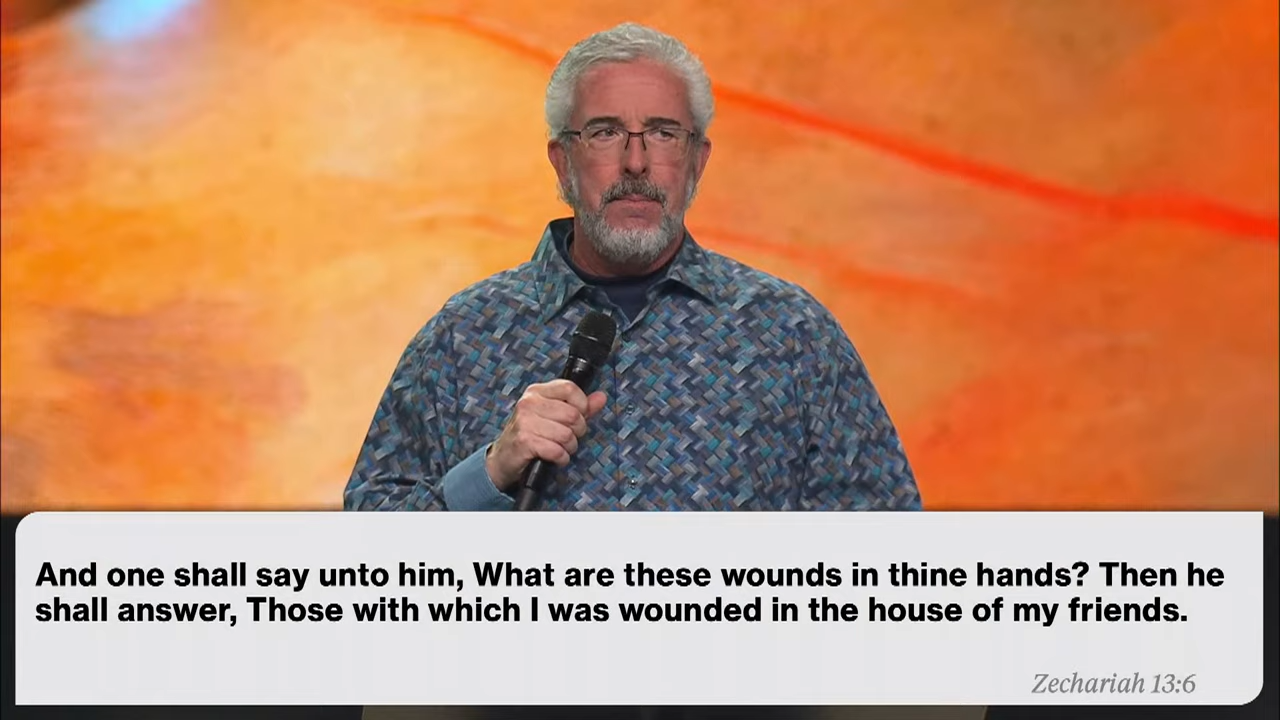 And one shall say unto him, What are these wounds in thine hands? Then he
shall answer, Those with which I was wounded in the house of my friends.
Zechariah 13:6